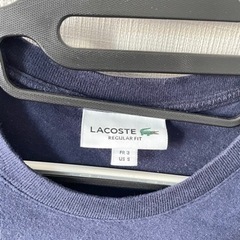 LACOSTE
REGULAR FIT
FR 3
US S